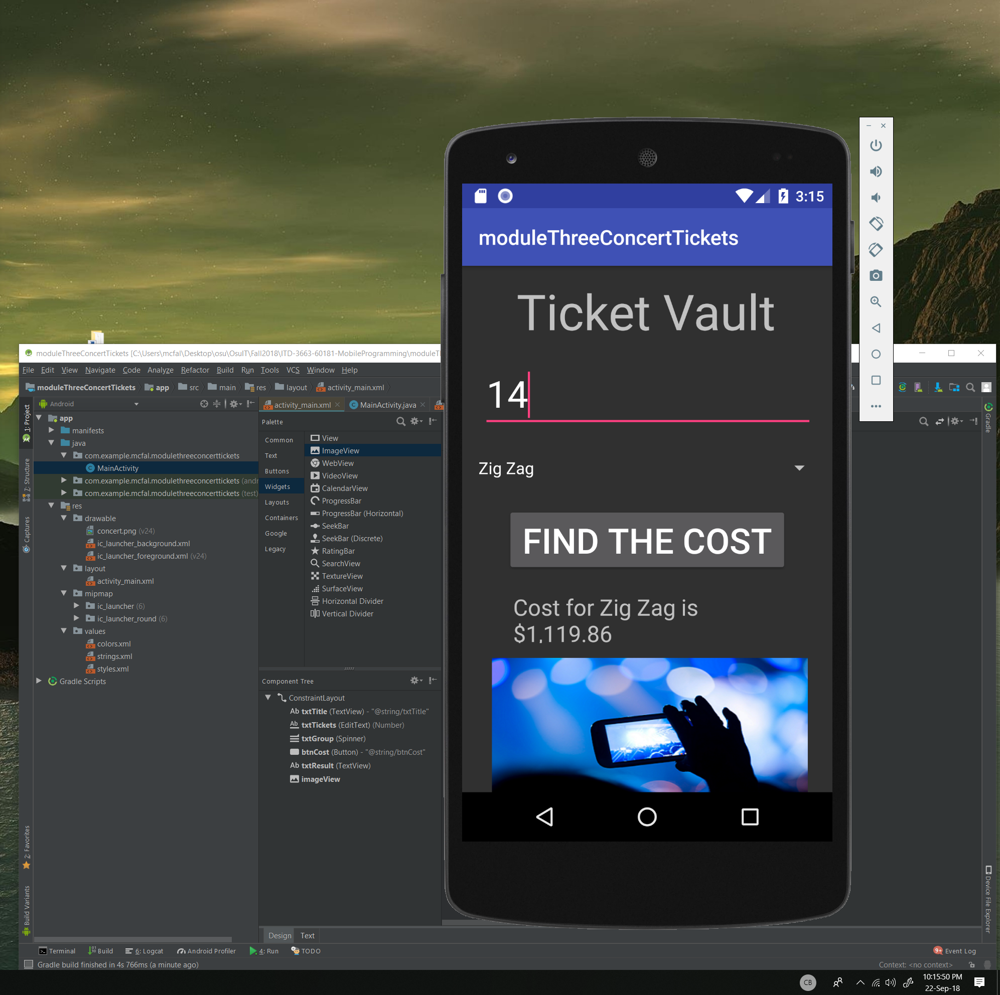 3:15
moduleThreeConcertTickets
Ticket Vault
14
Zig Zag
FIND THE COST
Cost for Zig Zag is
$1,119.86
moduleThreeConcertTickets [C:\Users\mcfal\Desktop\osu\OsuIT\Fall2018\ITD-3663-60181-MobileProgramming\moduleT
File Edit View Navigate Code Analyze Refactor Build Run Tools VCS Window Help
moduleThreeConcertTickets app src main res layout activity_main.xml
Android
activity_main.xml MainActivity.java
1: Project
7: Structure
Captures
2: Favorites
Build Variants
app
manifests
java
com.example.mcfal.modulethreeconcerttickets
MainActivity
com.example.mcfal.modulethreeconcerttickets (andr
com.example.mcfal.modulethreeconcerttickets (test)
res
drawable
concert.png (v24)
ic_launcher_background.xml
ic_launcher_foreground.xml (v24)
layout
activity_main.xml
mipmap
ic_launcher (6)
ic_launcher_round (6)
values
colors.xml
strings.xml
styles.xml
Gradle Scripts
Palette
Common
Text
Buttons
Widgets
Layouts
Containers
Google
Legacy
View
ImageView
WebView
VideoView
CalendarView
ProgressBar
ProgressBar (Horizontal)
SeekBar
SeekBar (Discrete)
RatingBar
SearchView
TextureView
SurfaceView
Horizontal Divider
Vertical Divider
Component Tree
ConstraintLayout
Ab txtTitle (TextView) - "@string/txtTitle"
Ab txtTickets (EditText) (Number)
txtGroup (Spinner)
btnCost (Button) - "@string/btnCost"
Ab txtResult (TextView)
imageView
Gradle
Device File Explorer
Design Text
Terminal Build 6: Logcat Android Profiler 4: Run TODO
9+ Event Log
Gradle build finished in 4s 766ms (a minute ago)
Context: <no context>
CB
10:15:50 PM
22-Sep-18